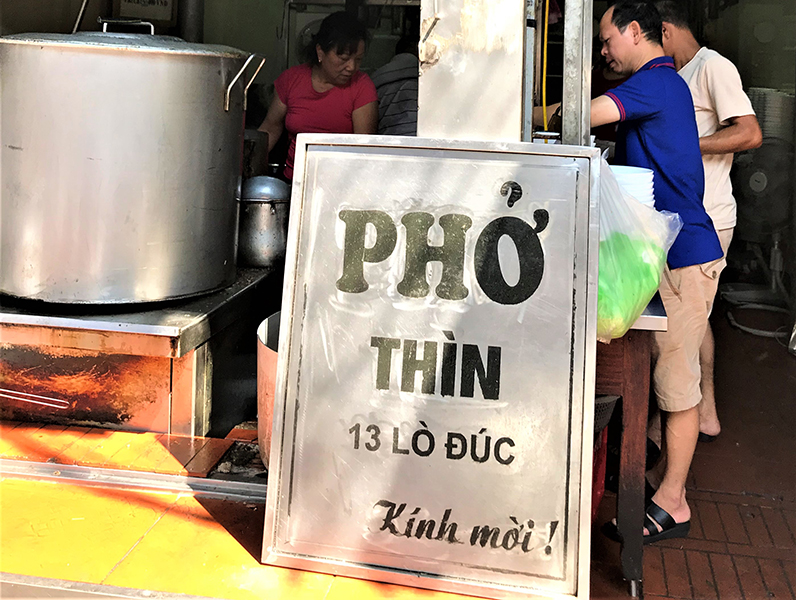 PHỞ
THÌN
13 LÒ ĐÚC
Kính mời !